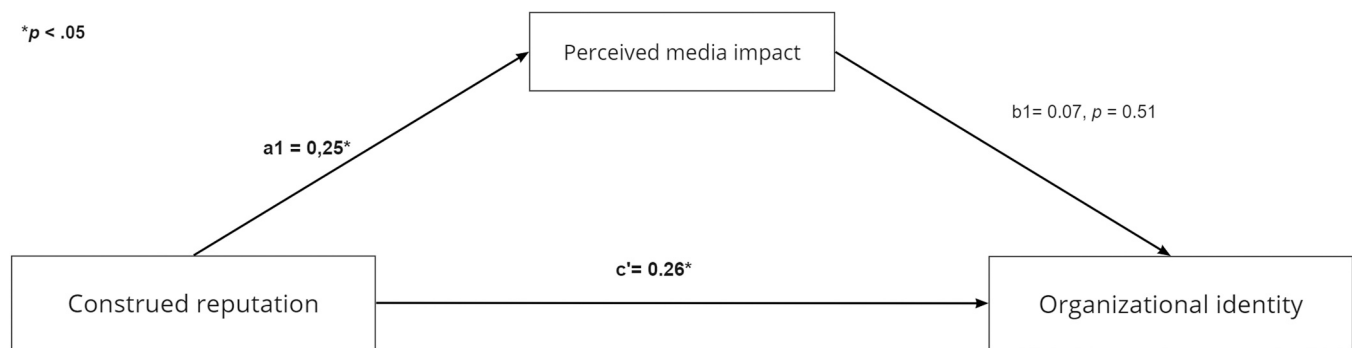 *p < .05
Perceived media impact
b1= 0.07, p = 0.51
a1 = 0,25*
c'= 0.26*
Construed reputation
Organizational identity